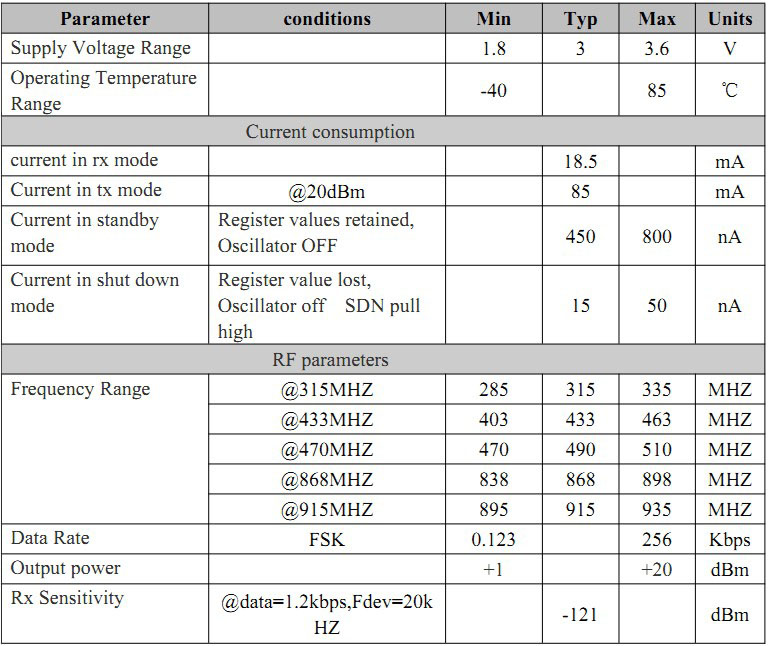 Parameter conditions Min Typ Max Units
Supply Voltage Range 1.8 3 3.6 V
Operating Temperature
Range -40 85 ℃
Current consumption
current in rx mode 18.5 mA
Current in tx mode @20dBm 85 mA
Current in standby
mode Register values retained,
Oscillator OFF 450 800 nA
Current in shut down
mode Register value lost,
Oscillator off SDN pull
high 15 50 nA
RF parameters
Frequency Range @315MHZ 285 315 335 MHZ
@433MHZ 403 433 463 MHZ
@470MHZ 470 490 510 MHZ
@868MHZ 838 868 898 MHZ
@915MHZ 895 915 935 MHZ
Data Rate FSK 0.123 256 Kbps
Output power +1 +20 dBm
Rx Sensitivity @data=1.2kbps,Fdev=20k
HZ -121 dBm